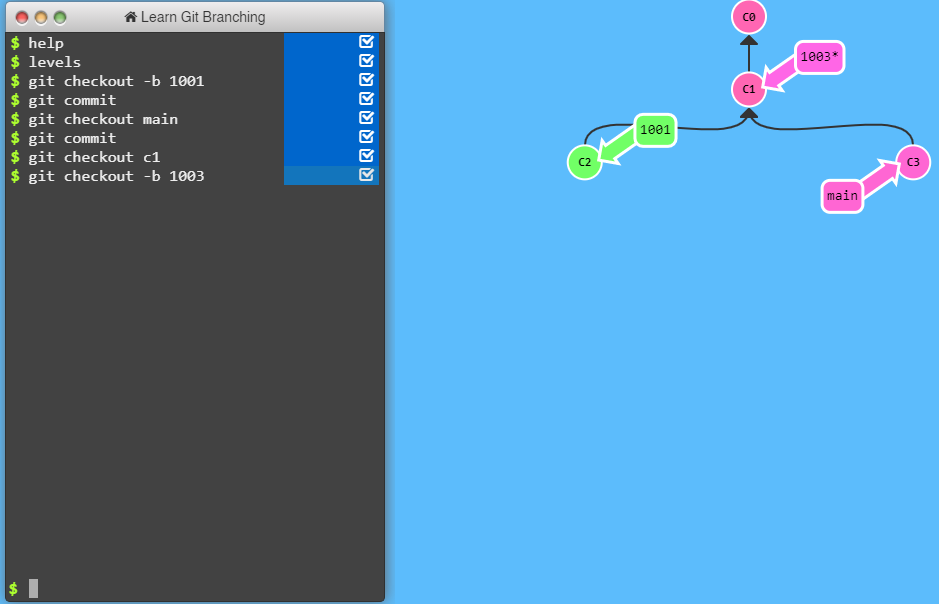 Learn Git Branching
$ help
$ levels
$ git checkout -b 1001
$ git commit
$ git checkout main
$ git commit
$ git checkout c1
$ git checkout -b 1003
$
C0
1003*
C1
1001
C2
C3
main